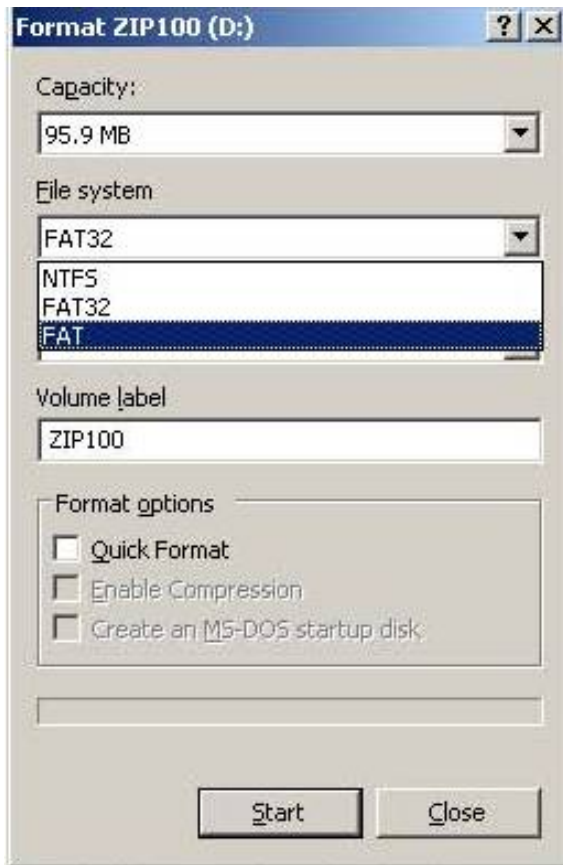 Format ZIP100 (D:)
Capacity:
95.9 MB
File system
FAT32
NTFS
FAT32
FAT
Volume label
ZIP100
Format options
Quick Format
Enable Compression
Create an MS-DOS startup disk
Start
Close